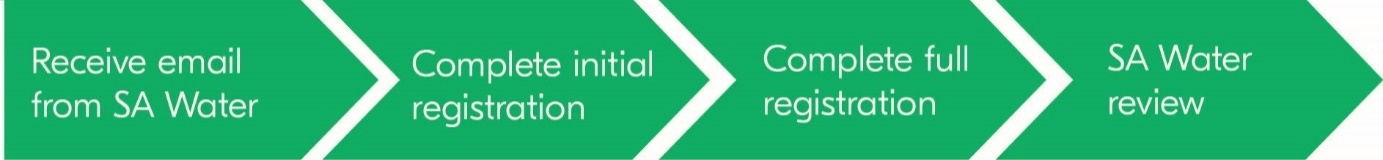 Receive email
from SA Water
Complete initial
registration
Complete full
registration
SA Water
review